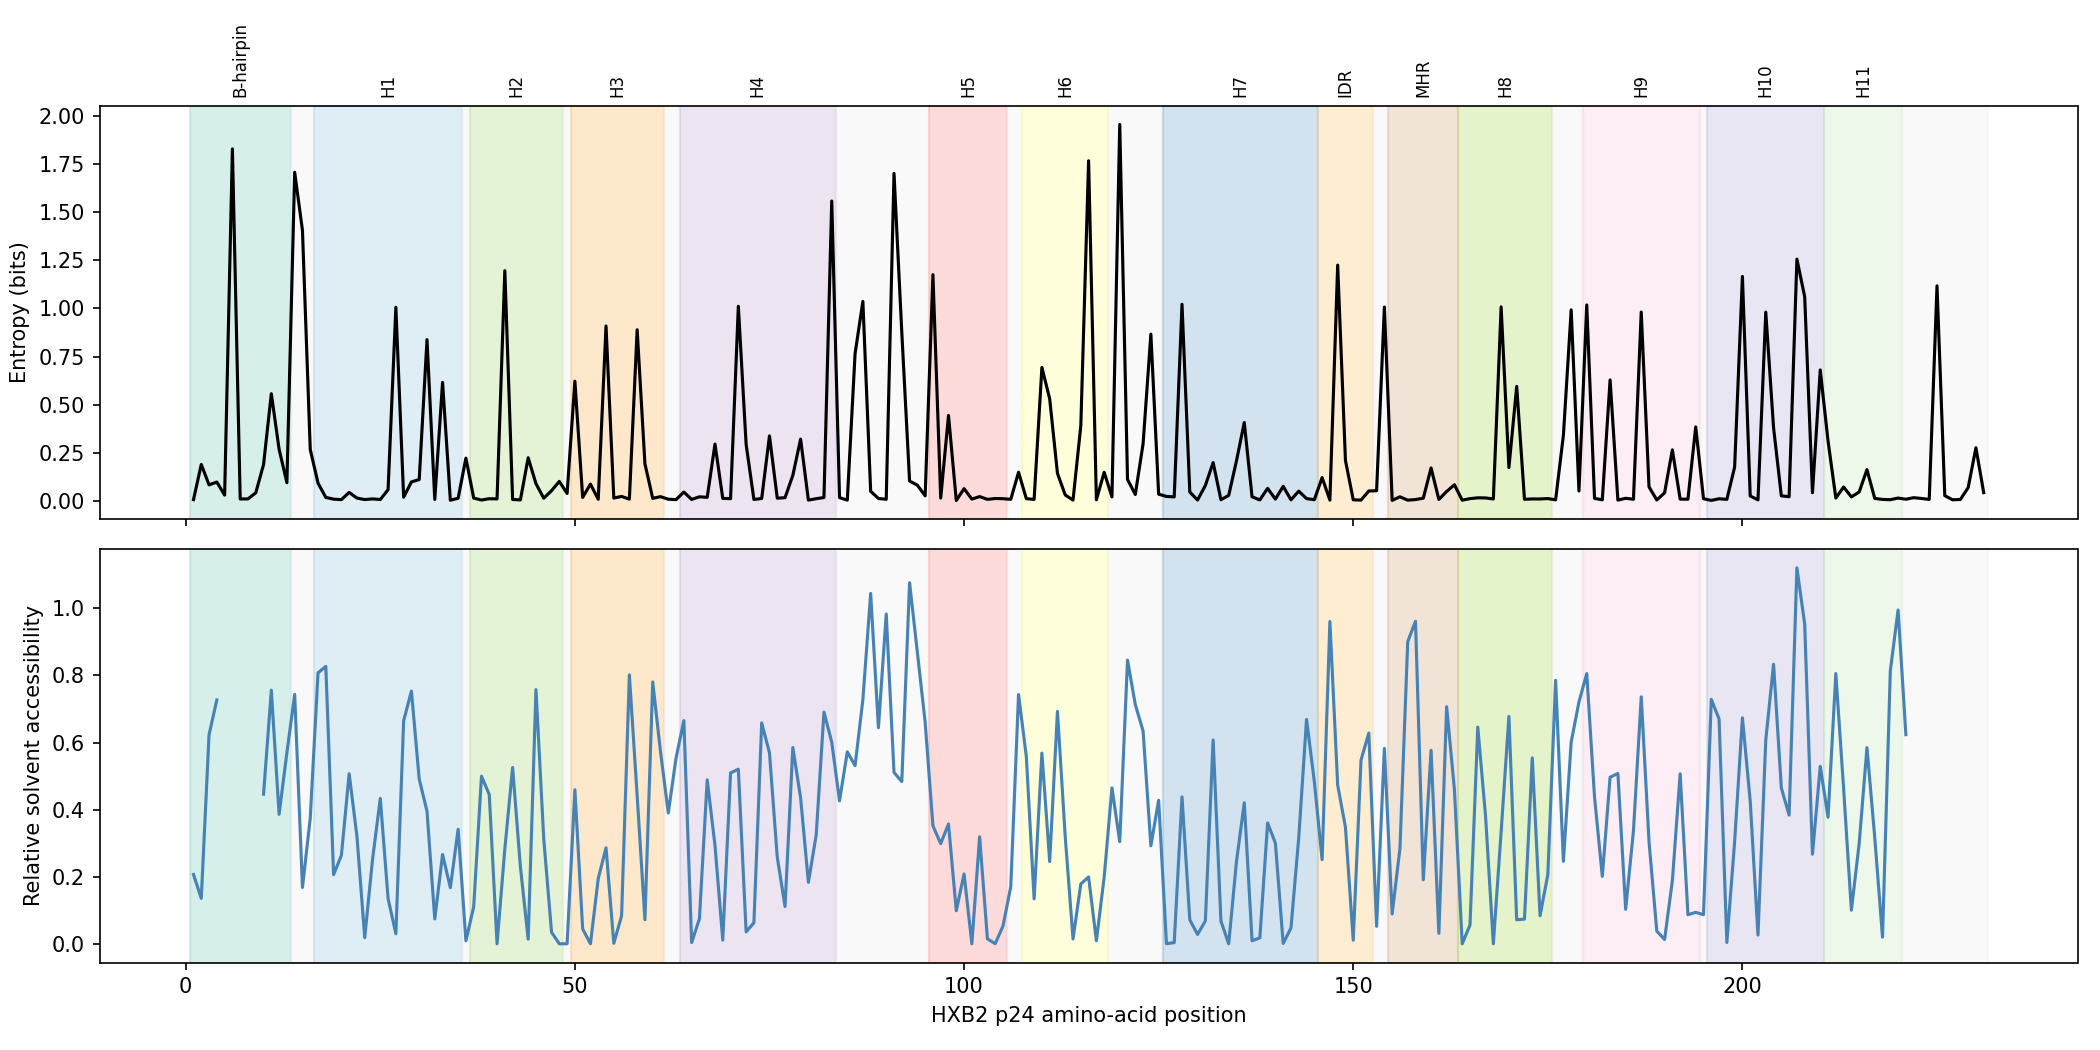 B-hairpin
H1
H2
H3
H4
H5
H6
H7
IDR
MHR
H8
H9
H10
H11
Entropy (bits)
2.00
1.75
1.50
1.25
1.00
0.75
0.50
0.25
0.00
Relative solvent accessibility
1.0
0.8
0.6
0.4
0.2
0.0
0 50 100 150 200
HXB2 p24 amino-acid position